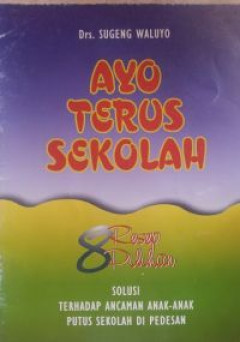 Drs. SUGENG WALUYO
AYO
TERUS
SEKOLAH
8 Resep
Pilihan
SOLUSI
TERHADAP ANCAMAN ANAK-ANAK
PUTUS SEKOLAH DI PEDESAN